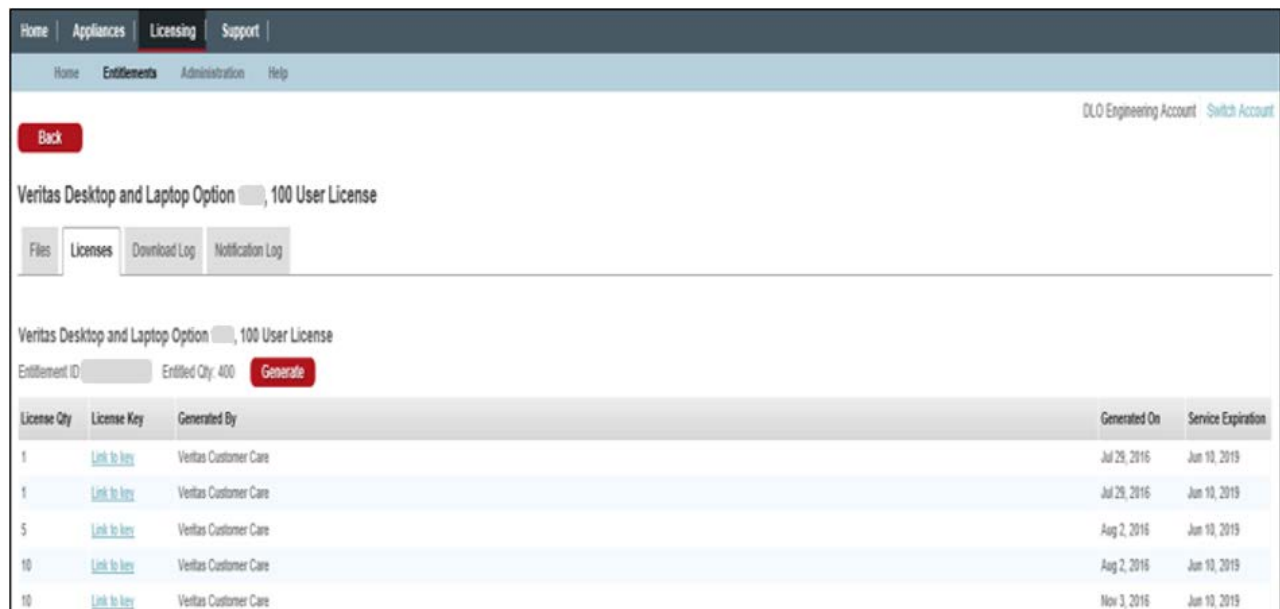 Home | Appliances | Licensing | Support |
Home Entitlements Administration Help
DLO Engineering Account Switch Account
Back
Veritas Desktop and Laptop Option , 100 User License
Files Licenses Download Log Notification Log
Veritas Desktop and Laptop Option , 100 User License
Entitlement ID Entitled Qty: 400 Generate
License Qty License Key Generated By Generated On Service Expiration
1 Link to key Veritas Customer Care Jul 29, 2016 Jun 10, 2019
1 Link to key Veritas Customer Care Jul 29, 2016 Jun 10, 2019
5 Link to key Veritas Customer Care Aug 2, 2016 Jun 10, 2019
10 Link to key Veritas Customer Care Aug 2, 2016 Jun 10, 2019
10 Link to key Veritas Customer Care Nov 3, 2016 Jun 10, 2019